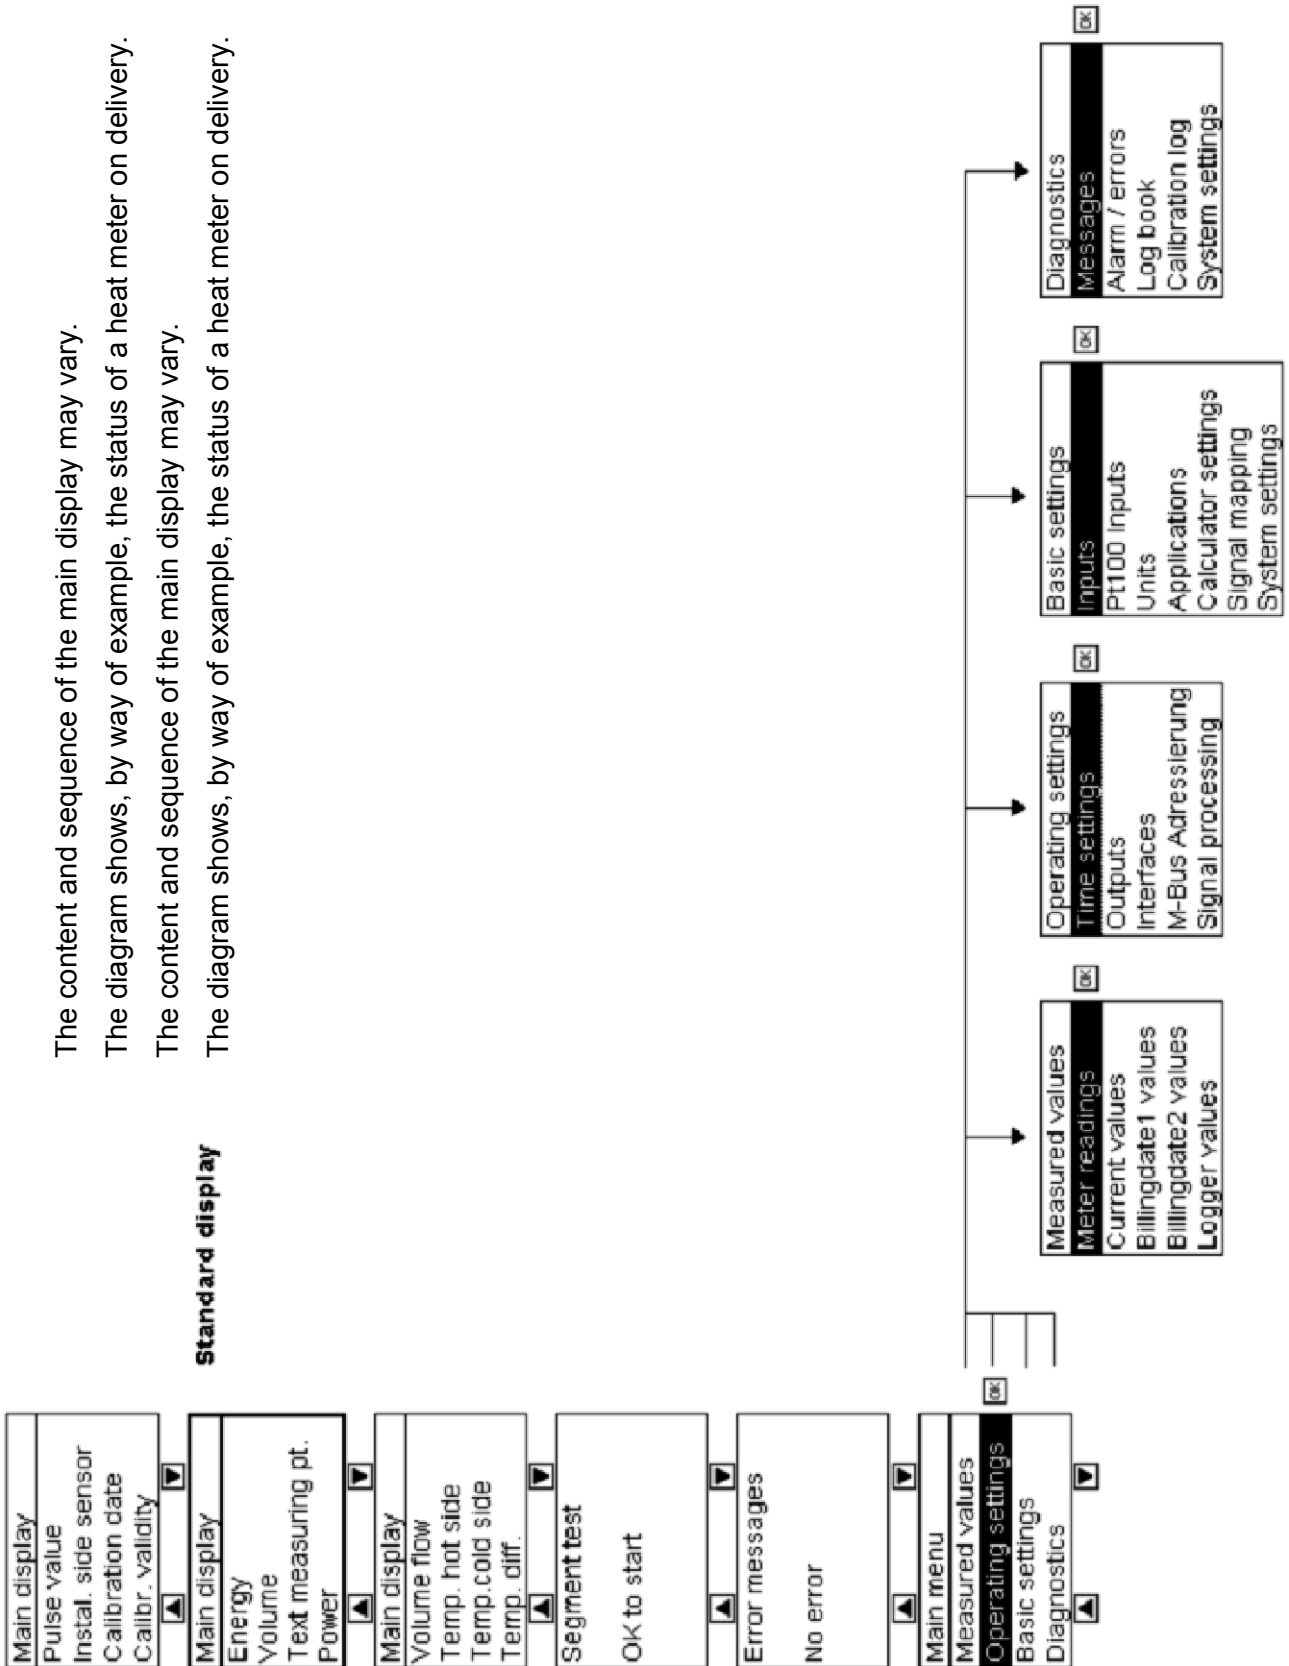 Main display
Pulse value
Instal. side sensor
Calibration date
Calibr. validity
Main display
Energy
Volume
Text measuring pt.
Power
Standard display
Main display
Volume flow
Temp. hot side
Temp.cold side
Temp. diff.
Segment test
OK to start
Error messages
No error
Main menu
Measured values
Operating settings
Basic settings
Diagnostics
OK
The content and sequence of the main display may vary.
The diagram shows, by way of example, the status of a heat meter on delivery.
The content and sequence of the main display may vary.
The diagram shows, by way of example, the status of a heat meter on delivery.
Measured values
Meter readings
Current values
Billingdate1 values
Billingdate2 values
Logger values
OK
Operating settings
Time settings
Outputs
Interfaces
M-Bus Adressierung
Signal processing
OK
Basic settings
Inputs
Pt100 Inputs
Units
Applications
Calculator settings
Signal mapping
System settings
OK
Diagnostics
Messages
Alarm / errors
Log book
Calibration log
System settings
OK